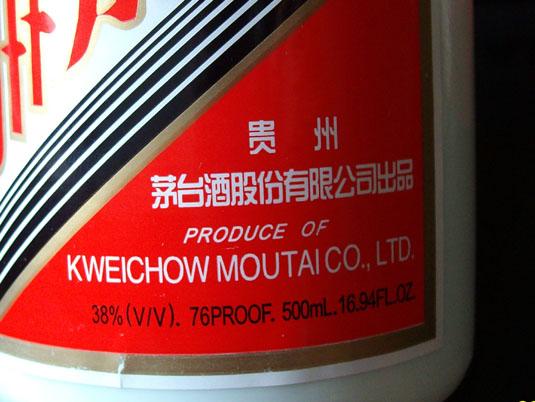 贵 州
茅台酒股份有限公司出品
PRODUCE OF
KWEICHOW MOUTAI CO., LTD.
38%(V/V). 76PROOF. 500mL. 16.94FL.OZ.